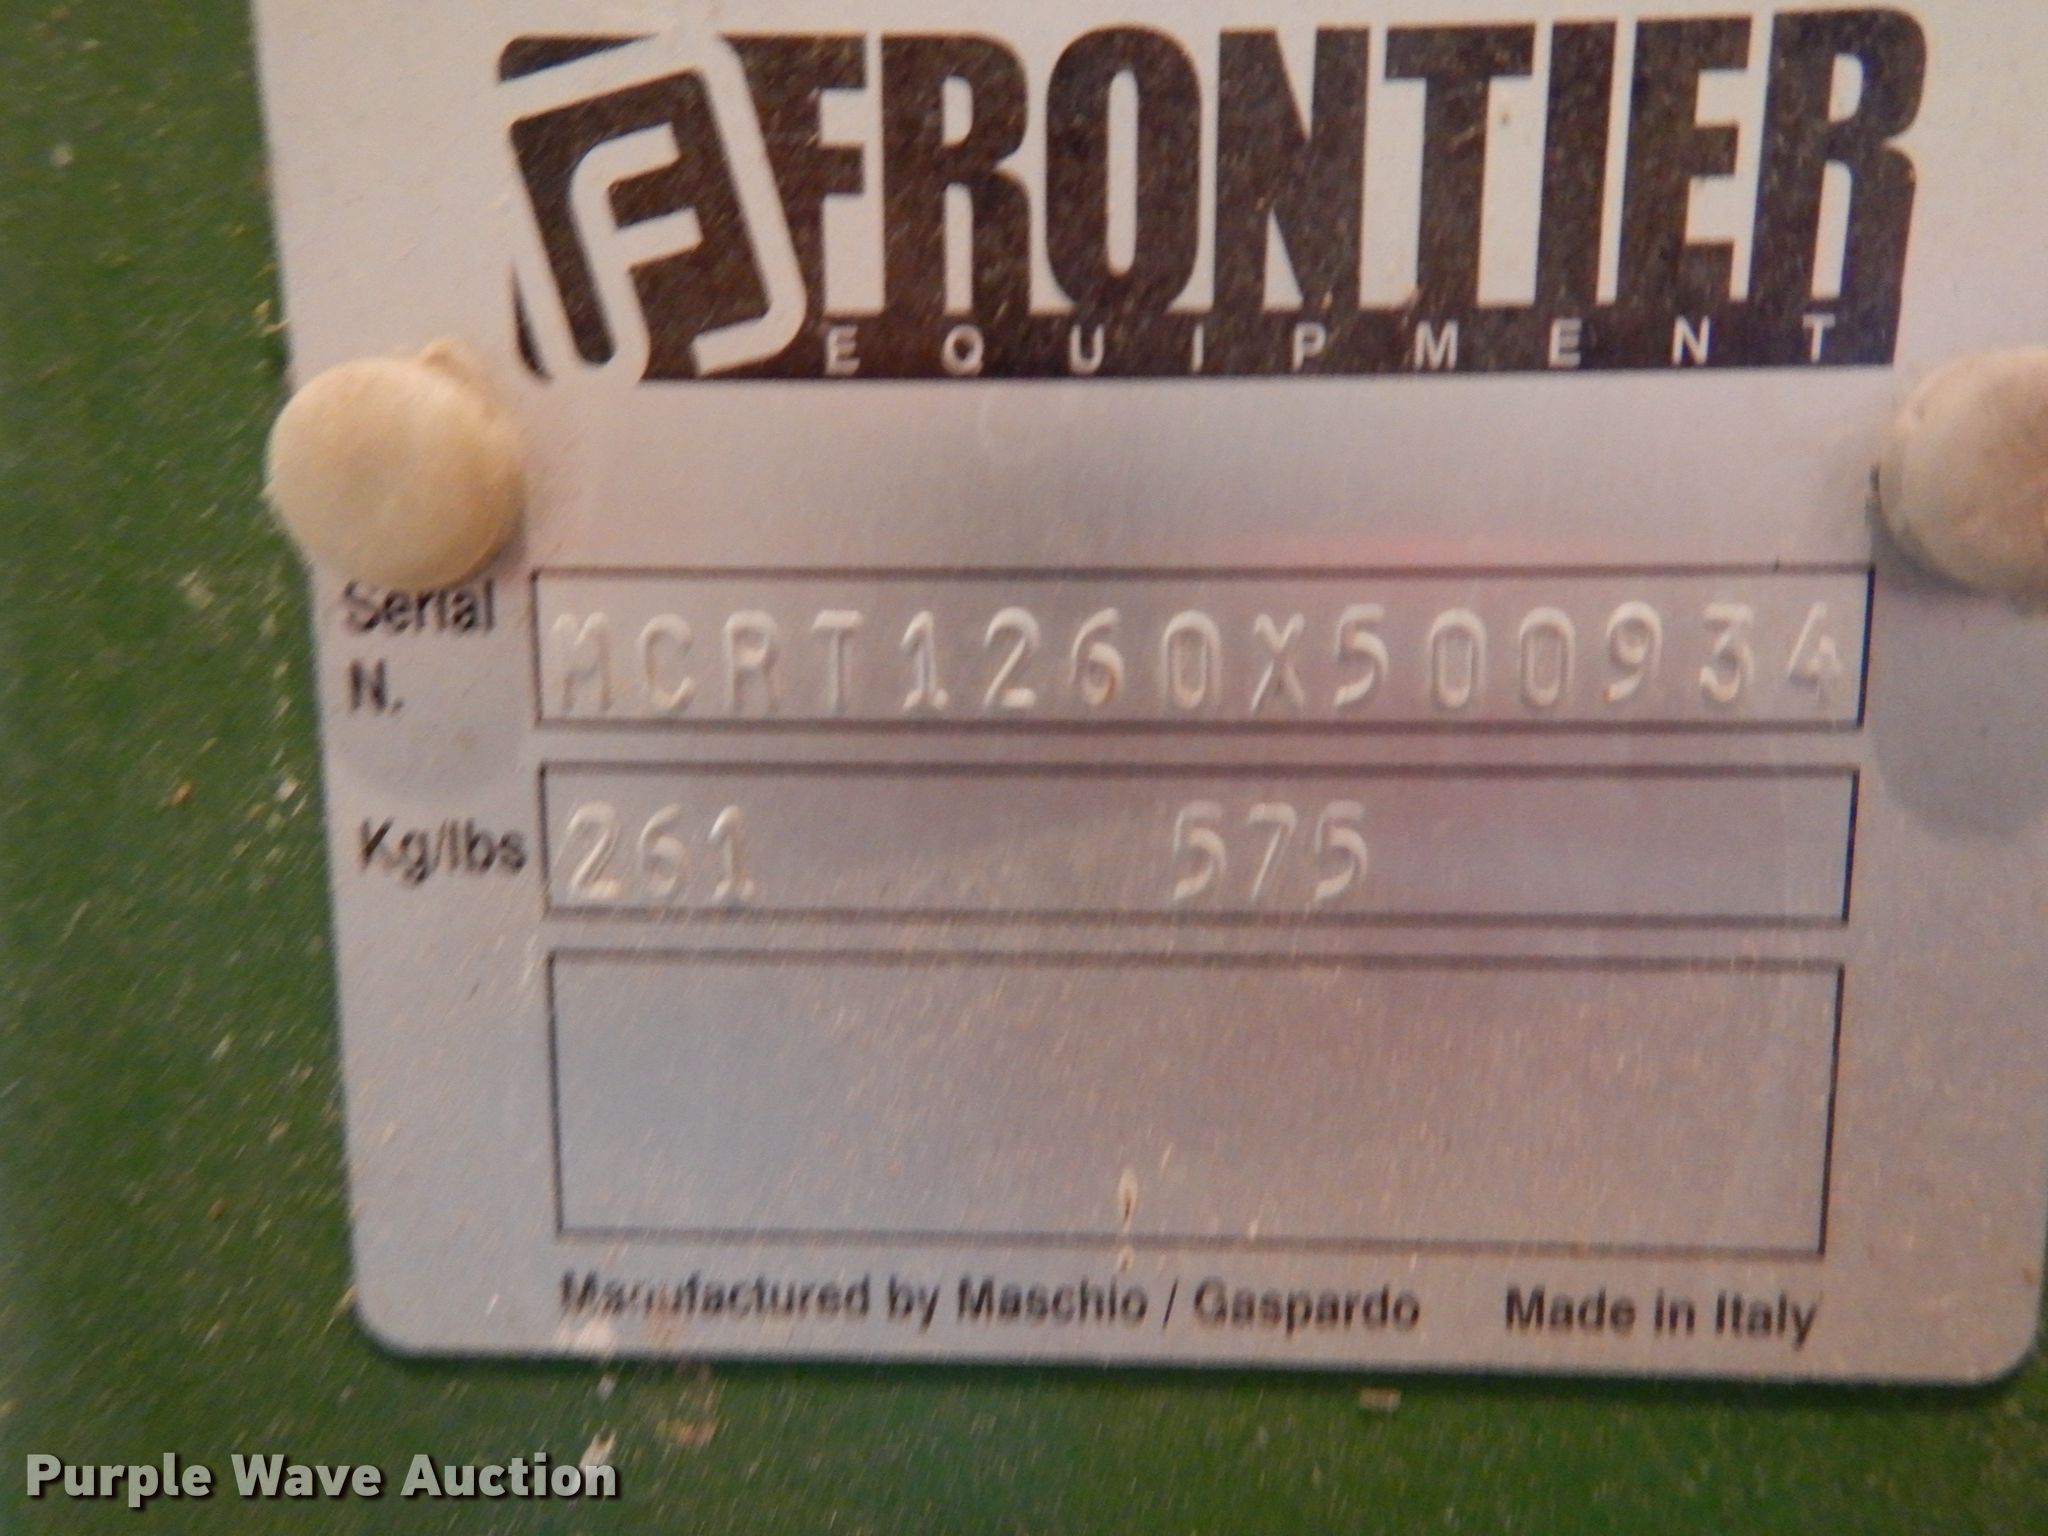 F FRONTIER
EQUIPMENT
Serial N. MCRT1260X500934
Kg/lbs 261 575
Manufactured by Maschio / Gaspardo Made in Italy
Purple Wave Auction